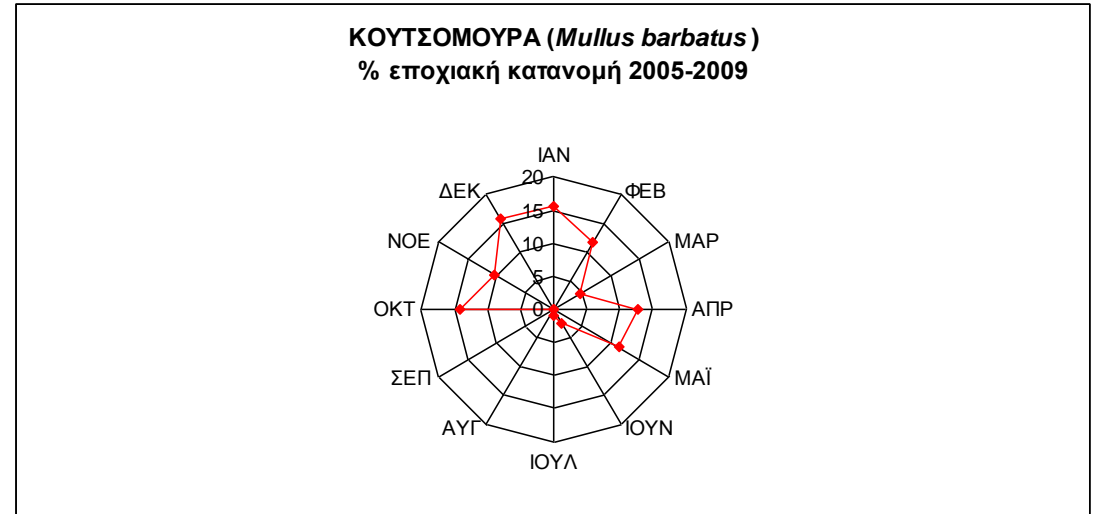 ΚΟΥΤΣΟΜΟΥΡΑ (Mullus barbatus)
% εποχιακή κατανομή 2005-2009
ΙΑΝ
ΦΕΒ
ΜΑΡ
ΑΠΡ
ΜΑΪ
ΙΟΥΝ
ΙΟΥΛ
ΑΥΓ
ΣΕΠ
ΟΚΤ
ΝΟΕ
ΔΕΚ
20
15
10
5
0